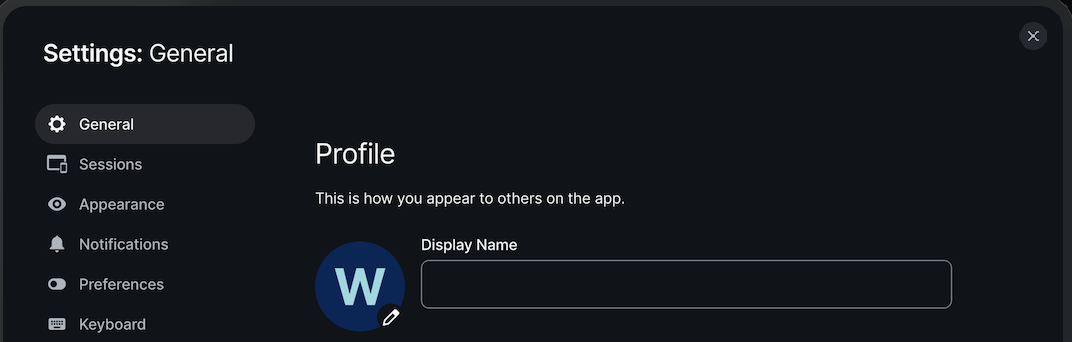 Settings: General
General
Sessions
Appearance
Notifications
Preferences
Keyboard
Profile
This is how you appear to others on the app.
Display Name
W